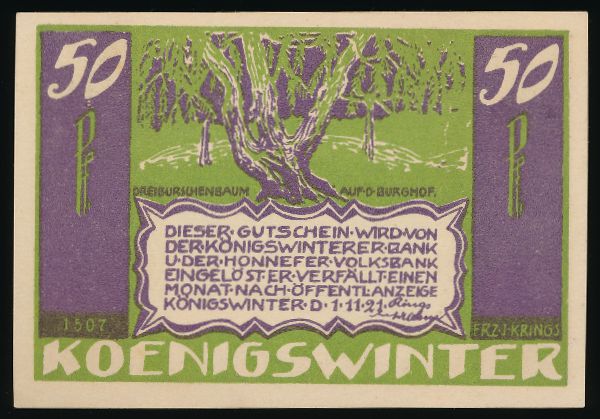 50 50
Pf Pf
DREIBURSCHENBAUM AUF·D·BURGHOF.
DIESER·GUTSCHEIN·WIRD·VON
DER·KÖNIGSWINTERER·BANK
U·DER·HONNEFER·VOLKSBANK
EINGELÖST·ER·VERFÄLLT·EINEN
MONAT·NACH·ÖFFENTL·ANZEIGE
KÖNIGSWINTER·D·1·11·21·Krings
1507 ERZ·J·KRINGS
KOENIGSWINTER